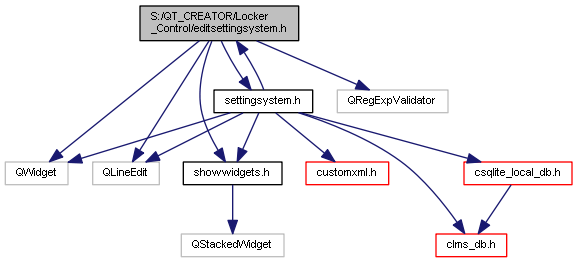 S:/QT_CREATOR/Locker
_Control/editsettingsystem.h
settingsystem.h
QRegExpValidator
QWidget
QLineEdit
showwidgets.h
customxml.h
csqlite_local_db.h
QStackedWidget
clms_db.h